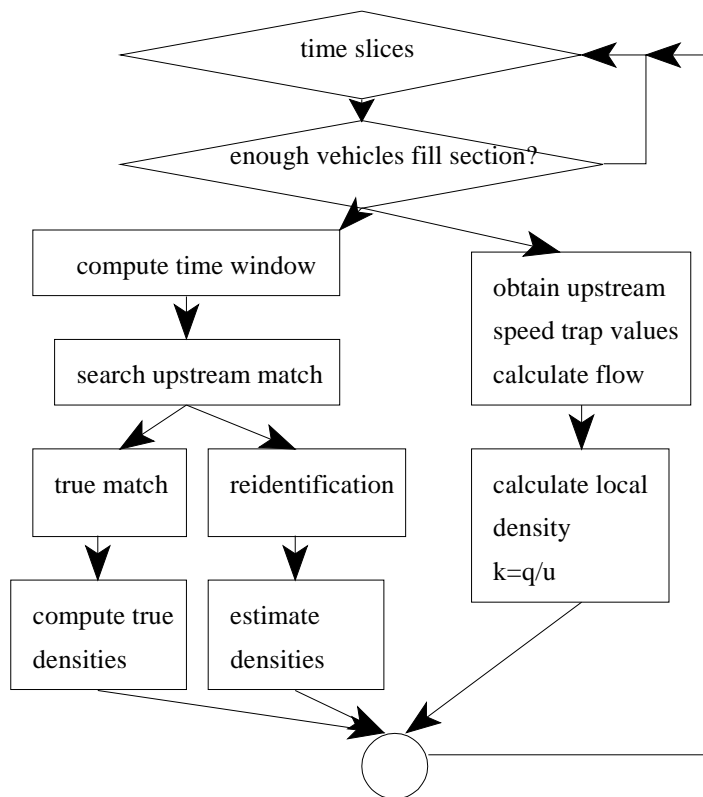 time slices
enough vehicles fill section?
compute time window
search upstream match
true match
reidentification
compute true
densities
estimate
densities
obtain upstream
speed trap values
calculate flow
calculate local
density
k=q/u